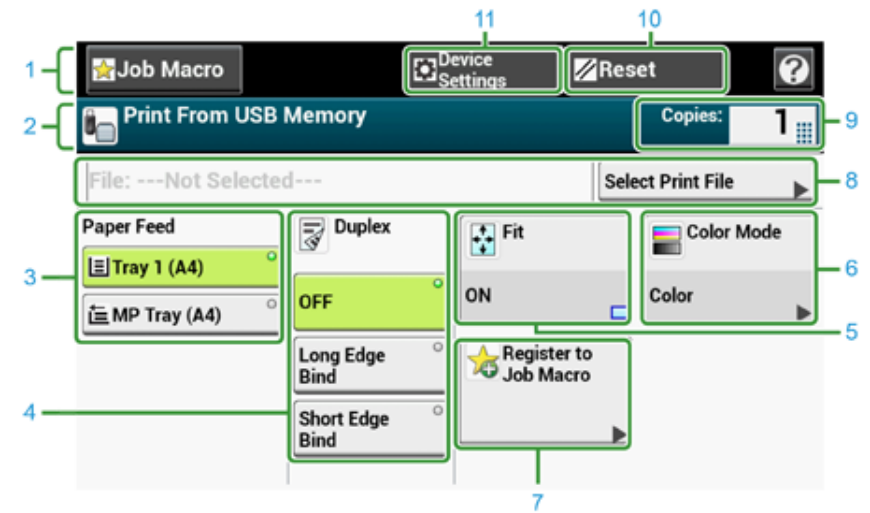 11
10
1
Job Macro
Device
Settings
Reset
?
2
Print From USB Memory
Copies:
1
9
File: ---Not Selected---
Select Print File
8
Paper Feed
Duplex
Fit
Color Mode
3
Tray 1 (A4)
MP Tray (A4)
OFF
ON
Color
6
5
Long Edge
Bind
Register to
Job Macro
4
Short Edge
Bind
7